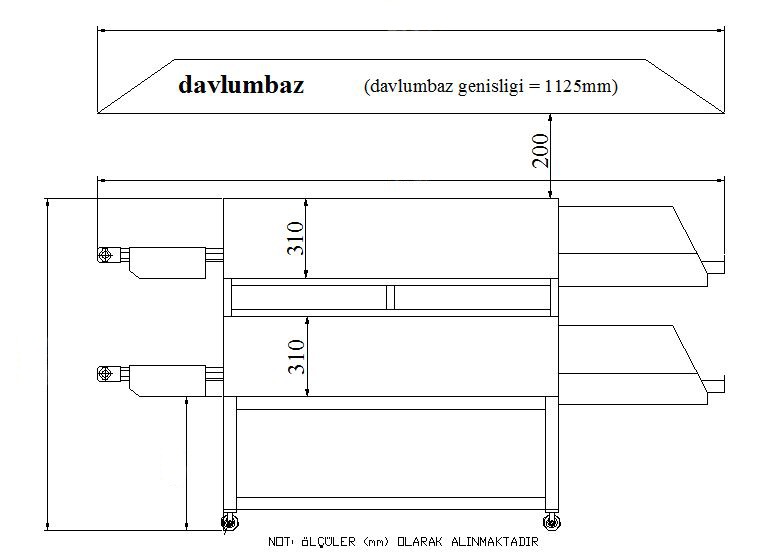 davlumbaz (davlumbaz genisligi = 1125mm)
200
310
310
NOT: ÖLÇÜLER (mm) OLARAK ALINMAKTADIR